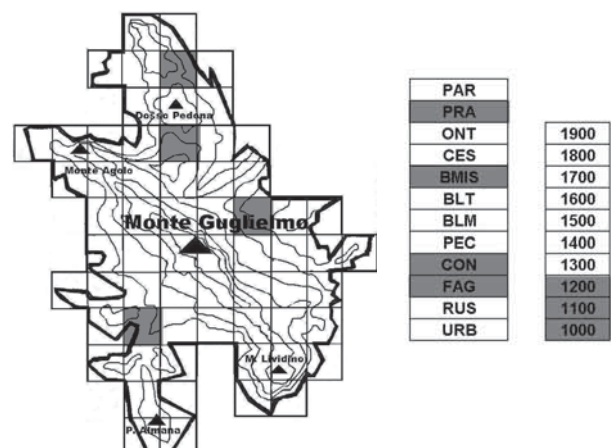 Dosso Pedona
Monte Agolo
Monte Guglielmo
M. Lividino
P. Almana
PAR
PRA
ONT
CES
BMIS
BLT
BLM
PEC
CON
FAG
RUS
URB
1900
1800
1700
1600
1500
1400
1300
1200
1100
1000